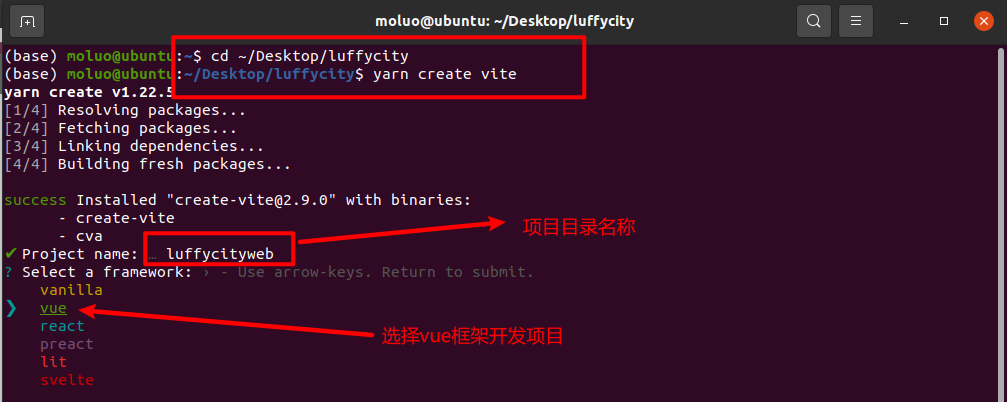 moluo@ubuntu: ~/Desktop/luffycity
(base) moluo@ubuntu:~$ cd ~/Desktop/luffycity
(base) moluo@ubuntu:~/Desktop/luffycity$ yarn create vite
yarn create v1.22.5
[1/4] Resolving packages...
[2/4] Fetching packages...
[3/4] Linking dependencies...
[4/4] Building fresh packages...
success Installed "create-vite@2.9.0" with binaries:
- create-vite
- cva
项目目录名称
✔ Project name: … luffycityweb
? Select a framework: › - Use arrow-keys. Return to submit.
vanilla
❯ vue
react
选择vue框架开发项目
preact
lit
svelte